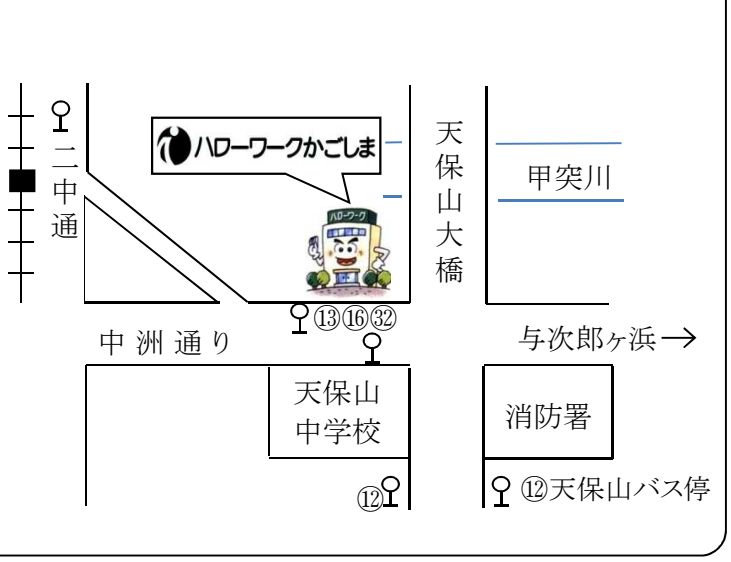 二中通
ハローワークかごしま
天保山大橋
甲突川
ハローワーク
⑬⑯㉜
中洲通り
与次郎ヶ浜→
天保山
中学校
消防署
⑫
⑫天保山バス停